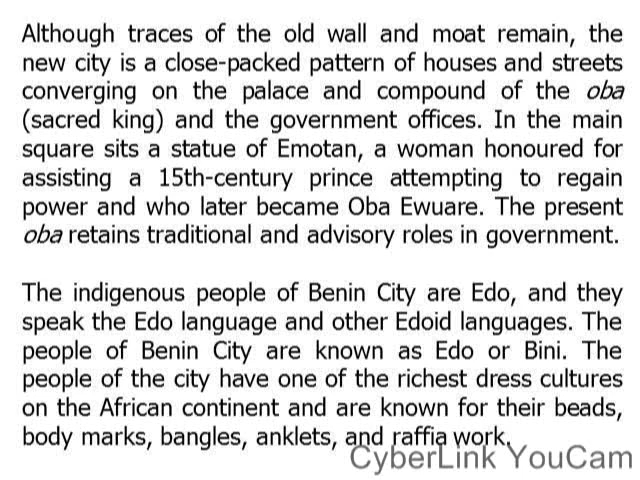 Although traces of the old wall and moat remain, the
new city is a close-packed pattern of houses and streets
converging on the palace and compound of the oba
(sacred king) and the government offices. In the main
square sits a statue of Emotan, a woman honoured for
assisting a 15th-century prince attempting to regain
power and who later became Oba Ewuare. The present
oba retains traditional and advisory roles in government.
The indigenous people of Benin City are Edo, and they
speak the Edo language and other Edoid languages. The
people of Benin City are known as Edo or Bini. The
people of the city have one of the richest dress cultures
on the African continent and are known for their beads,
body marks, bangles, anklets, and raffia work.
CyberLink YouCam